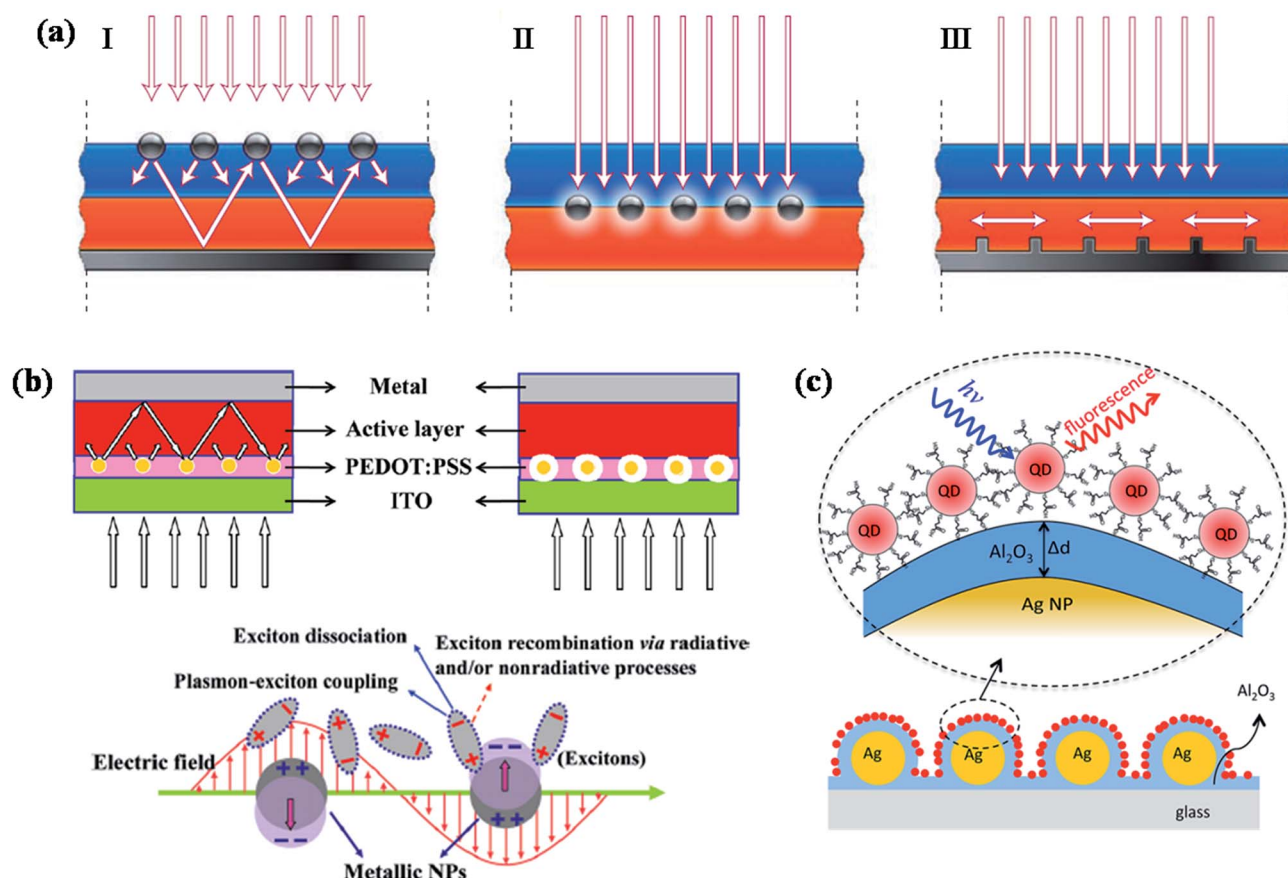 (a)
I
II
III
(b)
Metal
Active layer
PEDOT:PSS
ITO
Exciton dissociation
Exciton recombination via radiative
and/or nonradiative processes
Plasmon-exciton coupling
Electric field
(Excitons)
Metallic NPs
(c)
hν
fluorescence
QD
QD
QD
QD
QD
Al₂O₃
Δd
Ag NP
Al₂O₃
Ag
Ag
Ag
Ag
glass